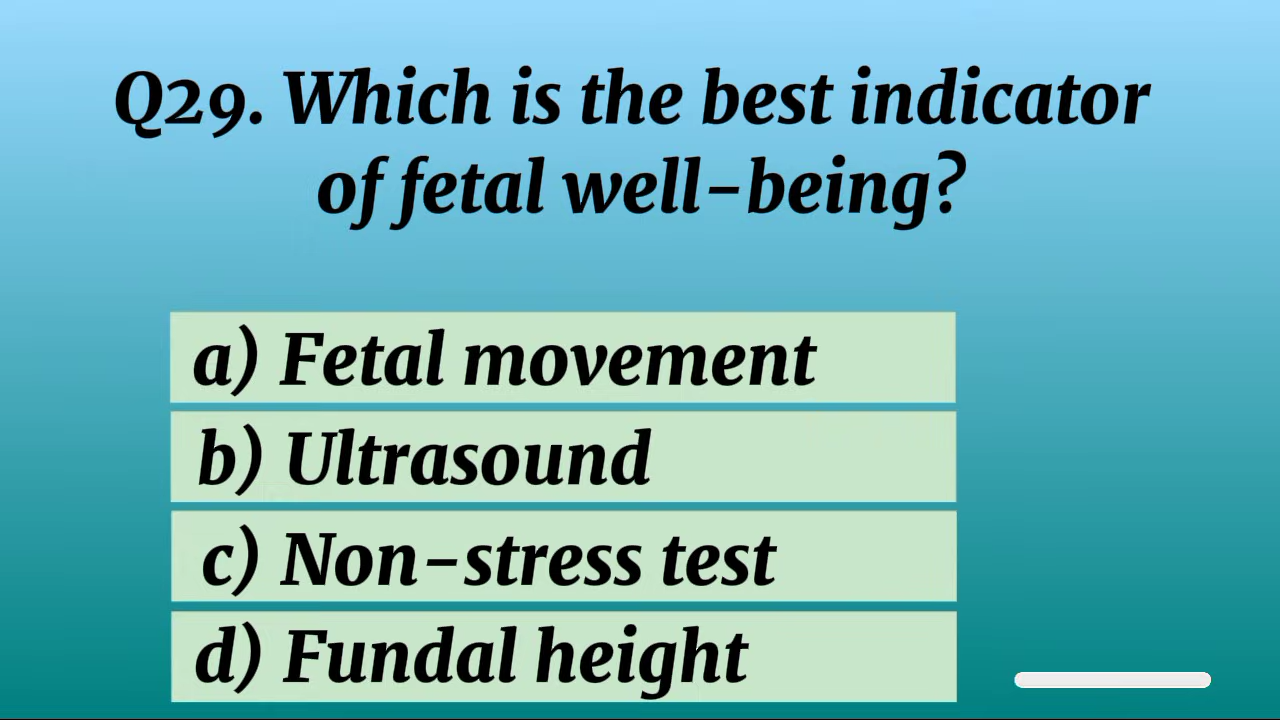 Q29. Which is the best indicator
of fetal well-being?
a) Fetal movement
b) Ultrasound
c) Non-stress test
d) Fundal height